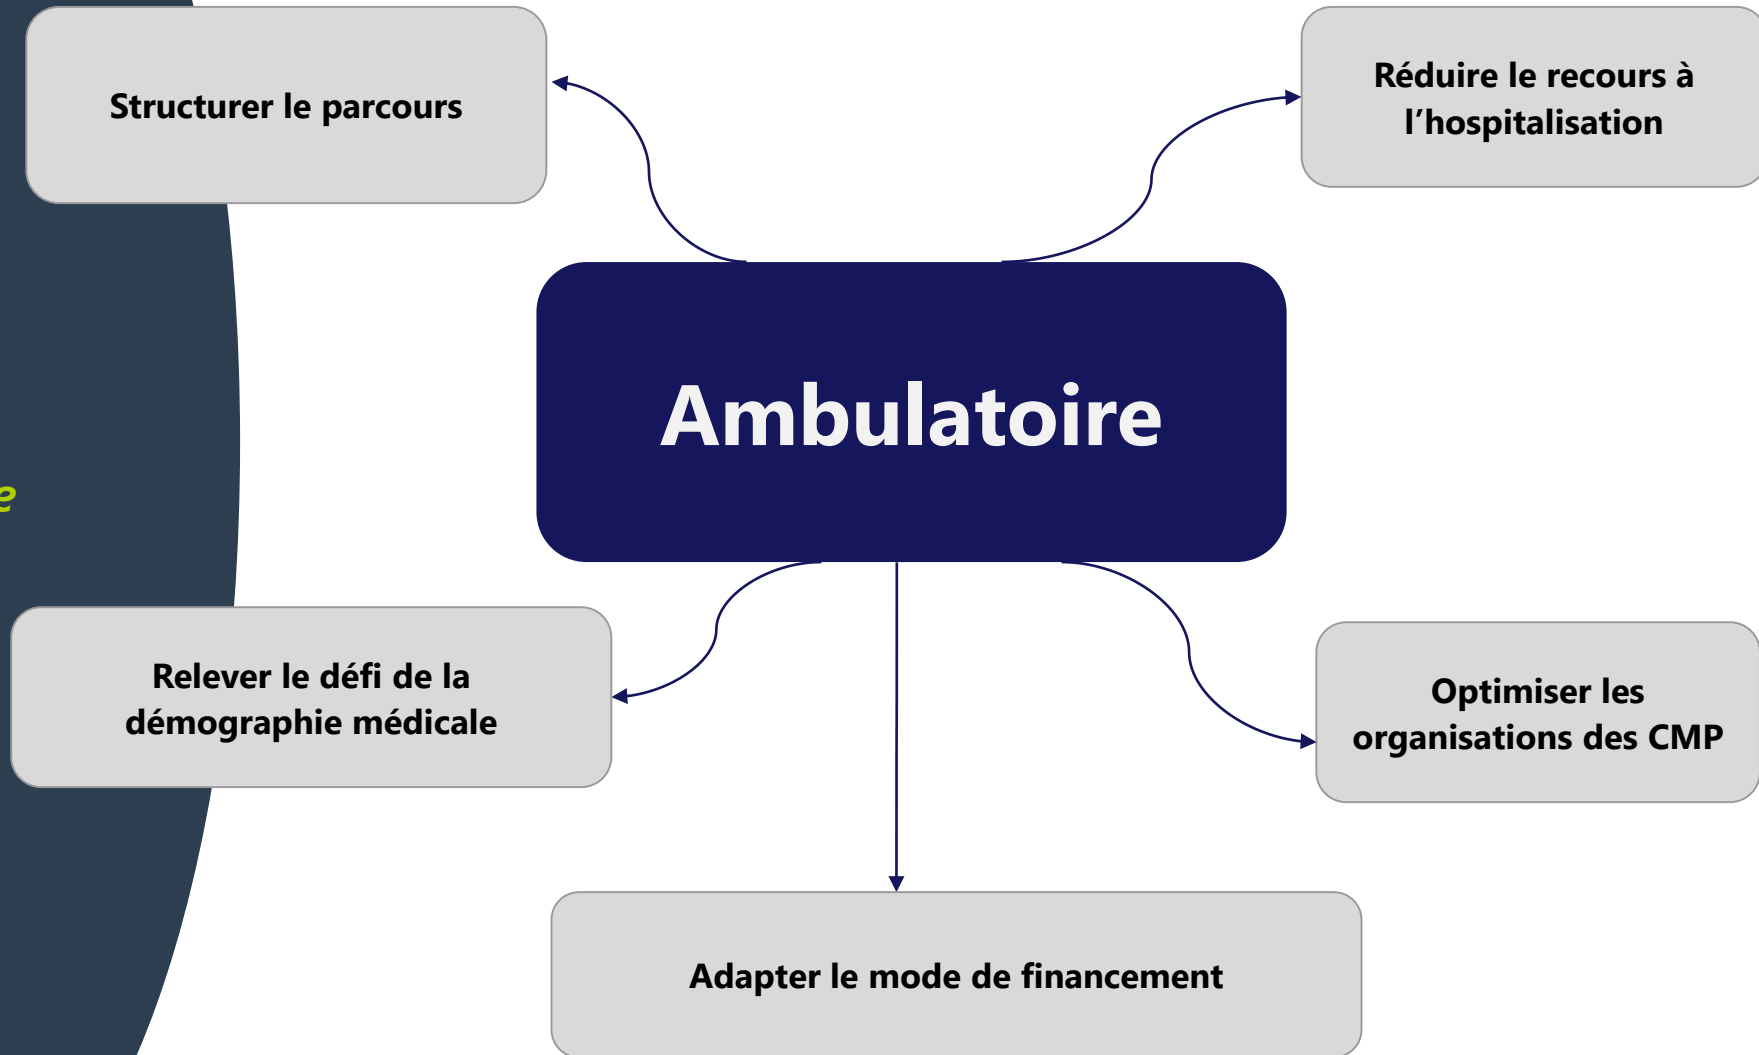 Structurer le parcours
Réduire le recours à
l’hospitalisation
Ambulatoire
Relever le défi de la
démographie médicale
Optimiser les
organisations des CMP
Adapter le mode de financement